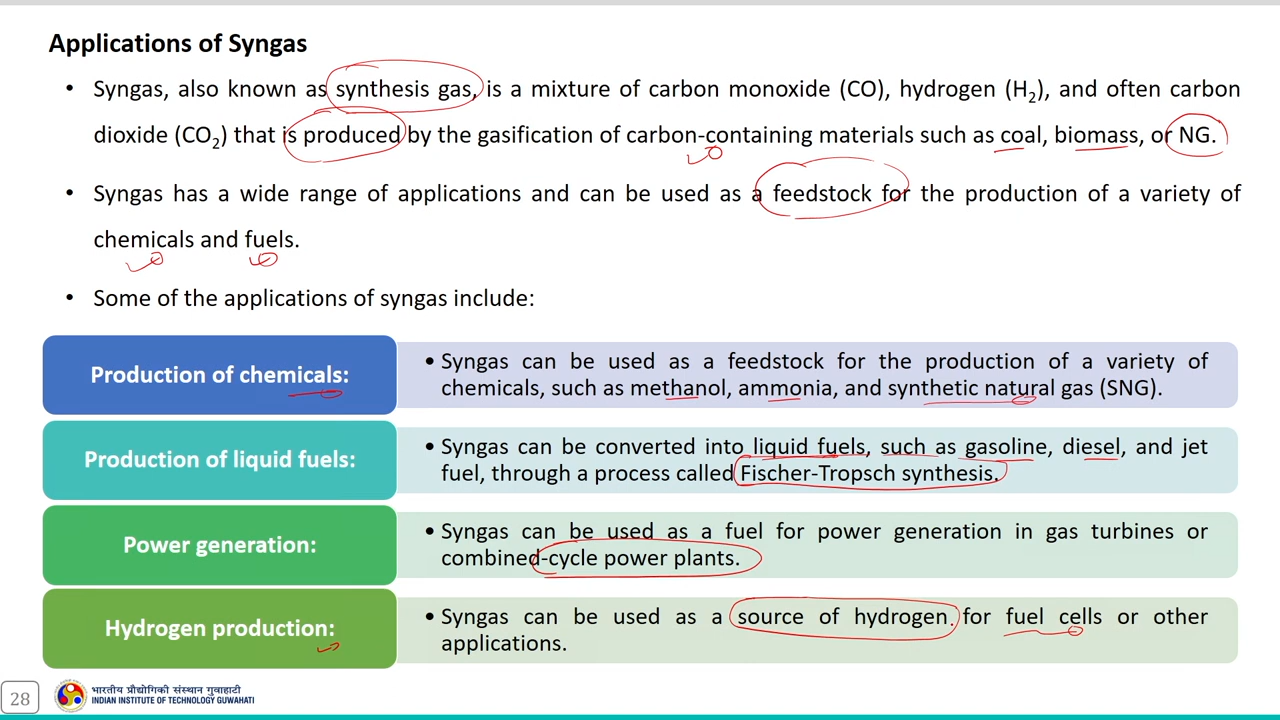 Applications of Syngas
• Syngas, also known as synthesis gas, is a mixture of carbon monoxide (CO), hydrogen (H₂), and often carbon
dioxide (CO₂) that is produced by the gasification of carbon-containing materials such as coal, biomass, or NG.
• Syngas has a wide range of applications and can be used as a feedstock for the production of a variety of
chemicals and fuels.
• Some of the applications of syngas include:
Production of chemicals:
• Syngas can be used as a feedstock for the production of a variety of
chemicals, such as methanol, ammonia, and synthetic natural gas (SNG).
Production of liquid fuels:
• Syngas can be converted into liquid fuels, such as gasoline, diesel, and jet
fuel, through a process called Fischer-Tropsch synthesis.
Power generation:
• Syngas can be used as a fuel for power generation in gas turbines or
combined-cycle power plants.
Hydrogen production:
• Syngas can be used as a source of hydrogen for fuel cells or other
applications.
28
भारतीय प्रौद्योगिकी संस्थान गुवाहाटी
INDIAN INSTITUTE OF TECHNOLOGY GUWAHATI